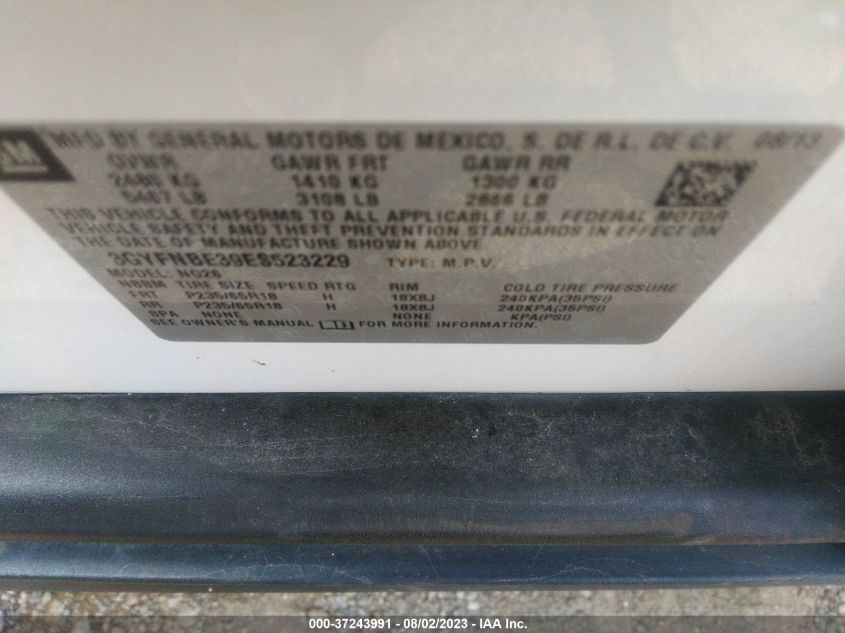 GM MFD BY GENERAL MOTORS DE MEXICO, S. DE R.L. DE C.V. 08/13
GVWR GAWR FRT GAWR RR
2480 KG 1410 KG 1300 KG
5467 LB 3108 LB 2866 LB
THIS VEHICLE CONFORMS TO ALL APPLICABLE U.S. FEDERAL MOTOR
VEHICLE SAFETY AND THEFT PREVENTION STANDARDS IN EFFECT ON
THE DATE OF MANUFACTURE SHOWN ABOVE.
3GYFNBE39ES523229 TYPE: M.P.V.
MODEL: NG26
NBBM TIRE SIZE SPEED RTG RIM COLD TIRE PRESSURE
FRT P235/65R18 H 18X8J 240KPA(35PSI)
RR P235/65R18 H 18X8J 240KPA(35PSI)
SPA NONE NONE KPA(PSI)
SEE OWNER'S MANUAL FOR MORE INFORMATION.
000-37243991 - 08/02/2023 - IAA Inc.